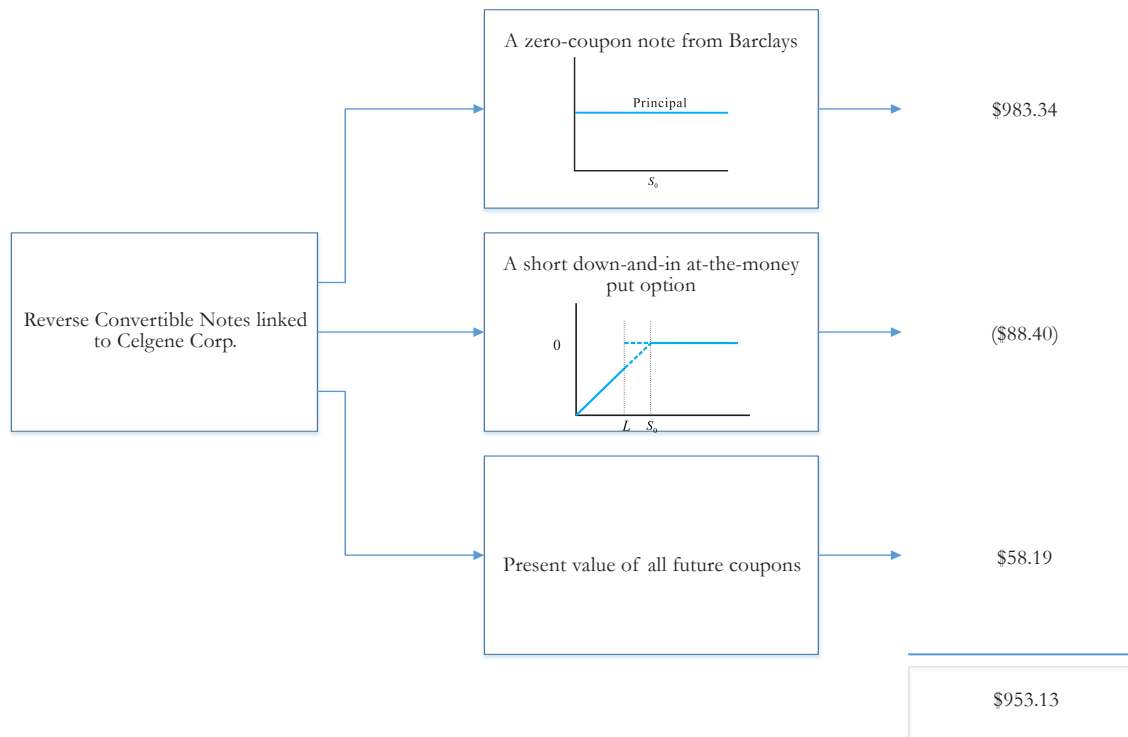 A zero-coupon note from Barclays
Principal
S₀
$983.34
Reverse Convertible Notes linked
to Celgene Corp.
A short down-and-in at-the-money
put option
0
L S₀
($88.40)
Present value of all future coupons
$58.19
$953.13